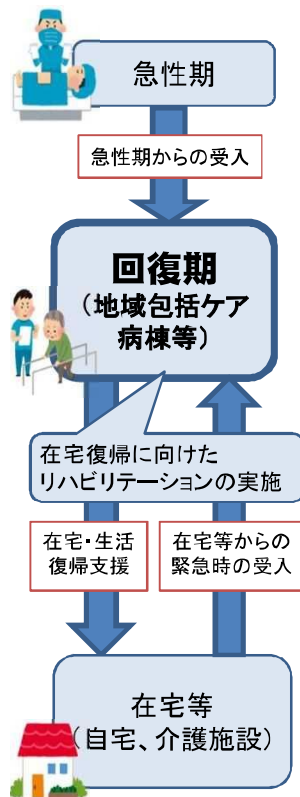 急性期
急性期からの受入
回復期
(地域包括ケア
病棟等)
在宅復帰に向けた
リハビリテーションの実施
在宅・生活
復帰支援
在宅等からの
緊急時の受入
在宅等
(自宅、介護施設)